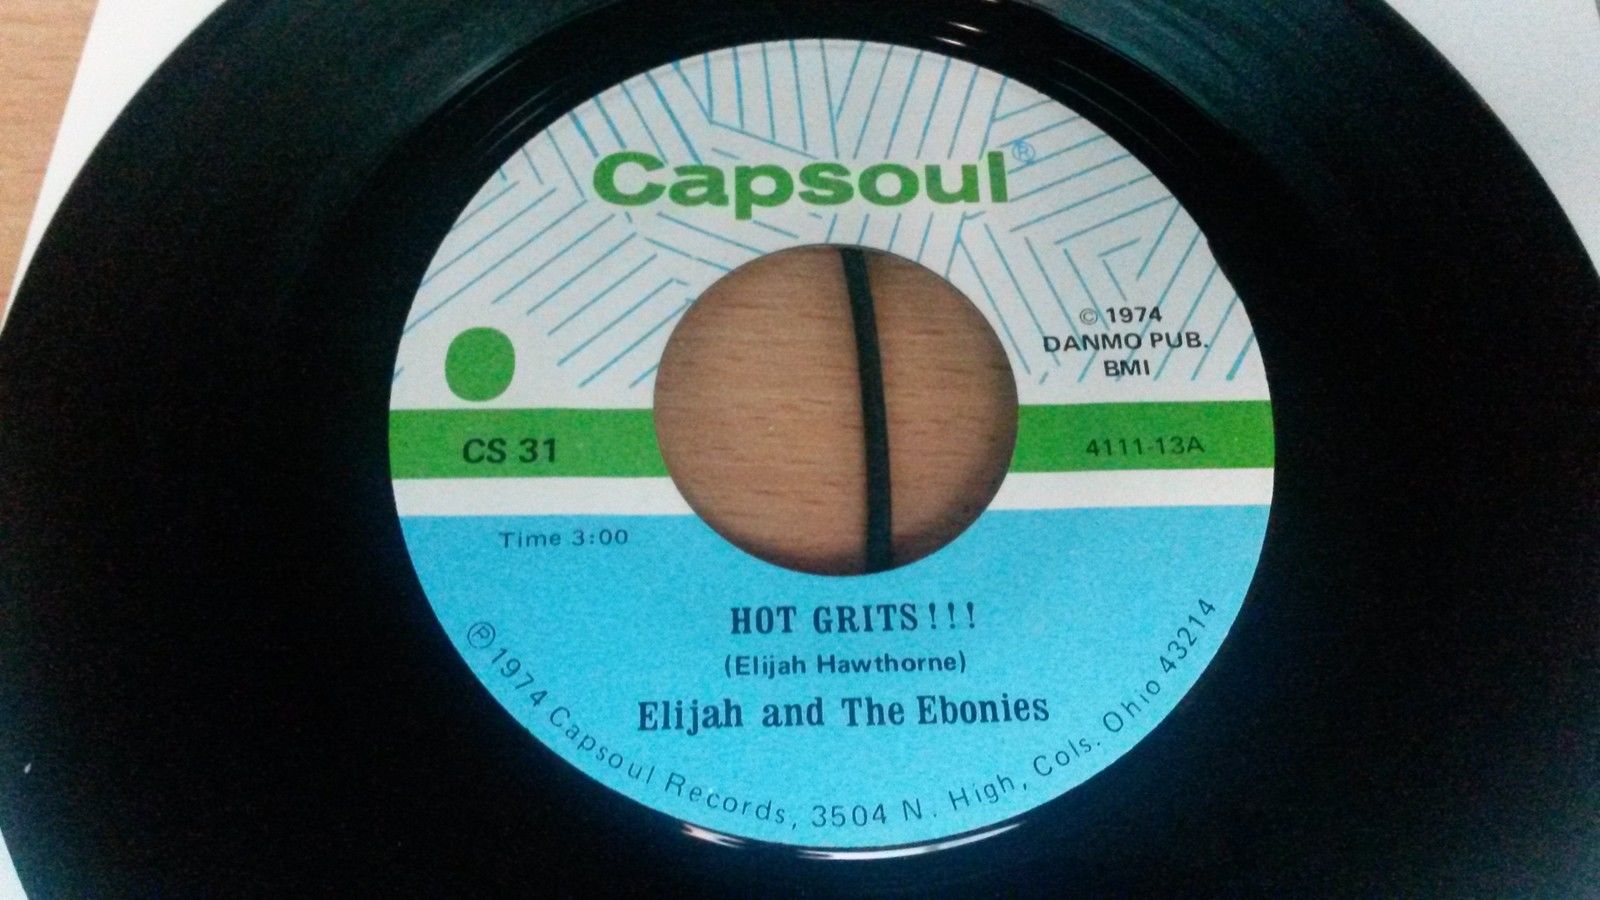 Capsoul®
© 1974
DANMO PUB.
BMI
CS 31
4111-13A
Time 3:00
HOT GRITS!!!
(Elijah Hawthorne)
Elijah and The Ebonies
℗1974 Capsoul Records, 3504 N. High, Cols. Ohio 43214